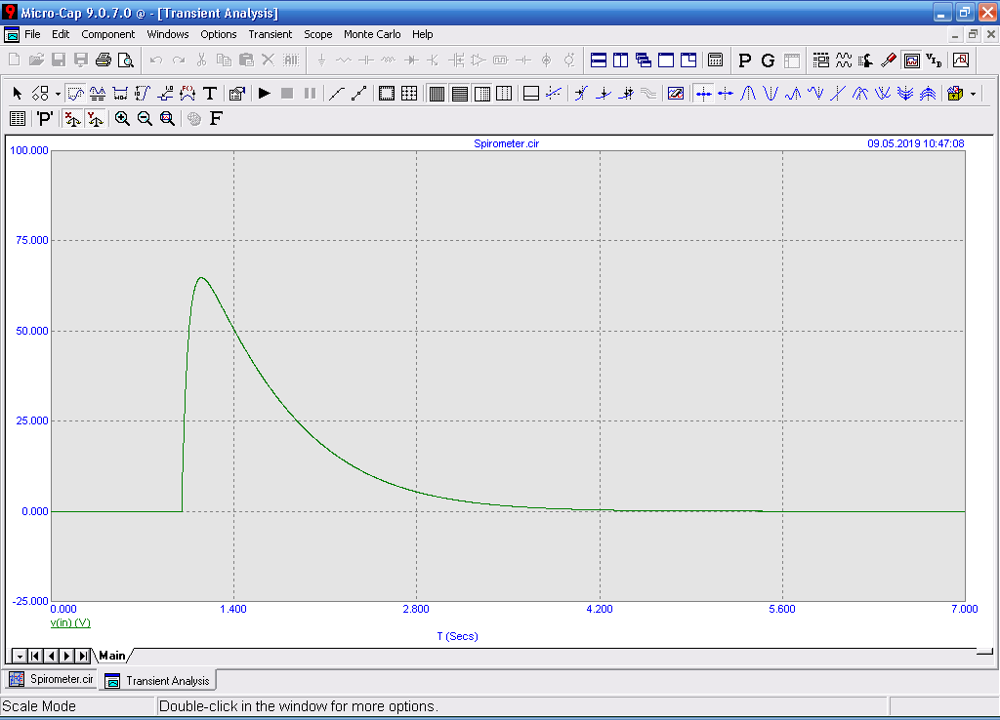 Micro-Cap 9.0.7.0 @ - [Transient Analysis]
File Edit Component Windows Options Transient Scope Monte Carlo Help
T
P G
'P' F
Spirometer.cir 09.05.2019 10:47:08
100.000
75.000
50.000
25.000
0.000
-25.000
0.000 1.400 2.800 4.200 5.600 7.000
v(in) (V)
T (Secs)
Main
Spirometer.cir Transient Analysis
Scale Mode Double-click in the window for more options.